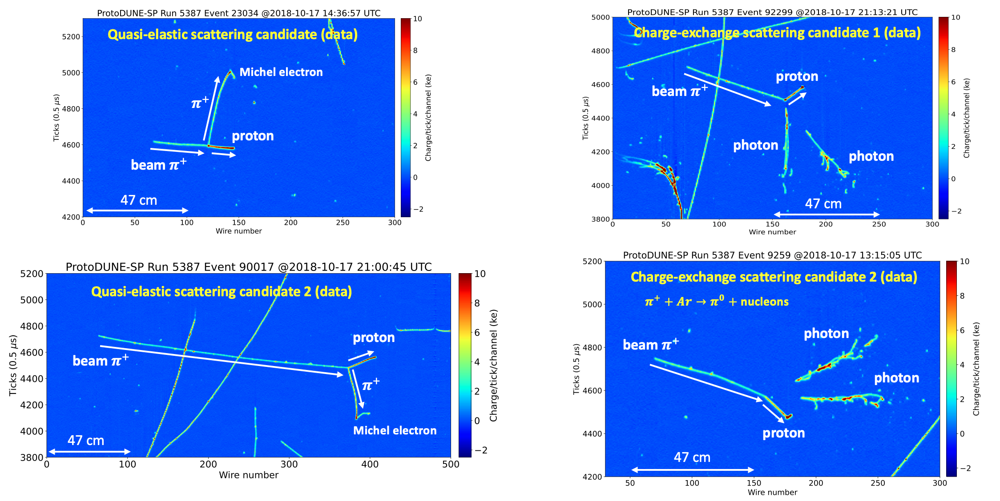 ProtoDUNE-SP Run 5387 Event 23034 @2018-10-17 14:36:57 UTC
Quasi-elastic scattering candidate (data)
Michel electron
π⁺
proton
beam π⁺
47 cm
5200
5000
4800
4600
4400
4200
Ticks (0.5 μs)
0 50 100 150 200 250 300
Wire number
10
8
6
4
2
0
−2
Charge/tick/channel (ke)
ProtoDUNE-SP Run 5387 Event 92299 @2018-10-17 21:13:21 UTC
Charge-exchange scattering candidate 1 (data)
proton
beam π⁺
photon
photon
47 cm
5000
4800
4600
4400
4200
4000
3800
Ticks (0.5 μs)
0 50 100 150 200 250 300
Wire number
10
8
6
4
2
0
−2
Charge/tick/channel (ke)
ProtoDUNE-SP Run 5387 Event 90017 @2018-10-17 21:00:45 UTC
Quasi-elastic scattering candidate 2 (data)
proton
beam π⁺
π⁺
Michel electron
47 cm
5200
5000
4800
4600
4400
4200
4000
3800
Ticks (0.5 μs)
0 100 200 300 400 500
Wire number
10
8
6
4
2
0
−2
Charge/tick/channel (ke)
ProtoDUNE-SP Run 5387 Event 9259 @2018-10-17 13:15:05 UTC
Charge-exchange scattering candidate 2 (data)
π⁺ + Ar → π⁰ + nucleons
photon
beam π⁺
photon
proton
47 cm
5200
5000
4800
4600
4400
4200
Ticks (0.5 μs)
50 100 150 200 250 300
Wire number
10
8
6
4
2
0
−2
Charge/tick/channel (ke)